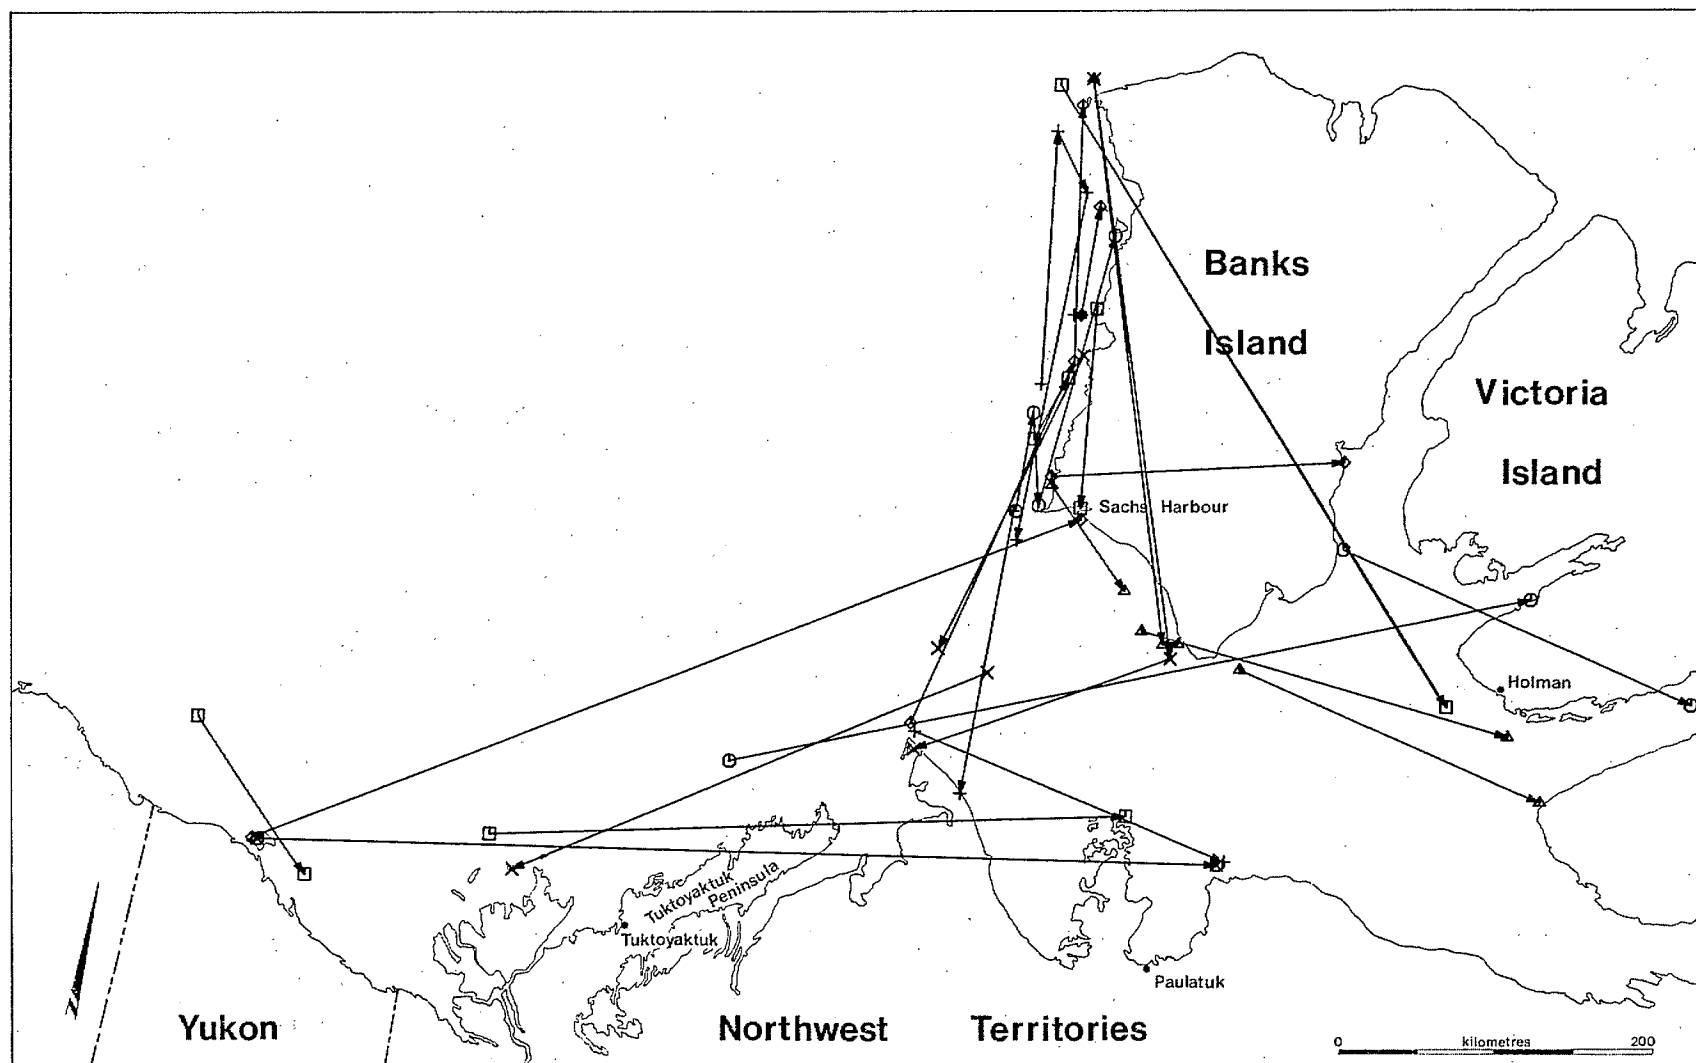 Banks
Island
Victoria
Island
Sachs Harbour
Holman
Tuktoyaktuk
Peninsula
Tuktoyaktuk
Paulatuk
Yukon
Northwest Territories
0 kilometres 200